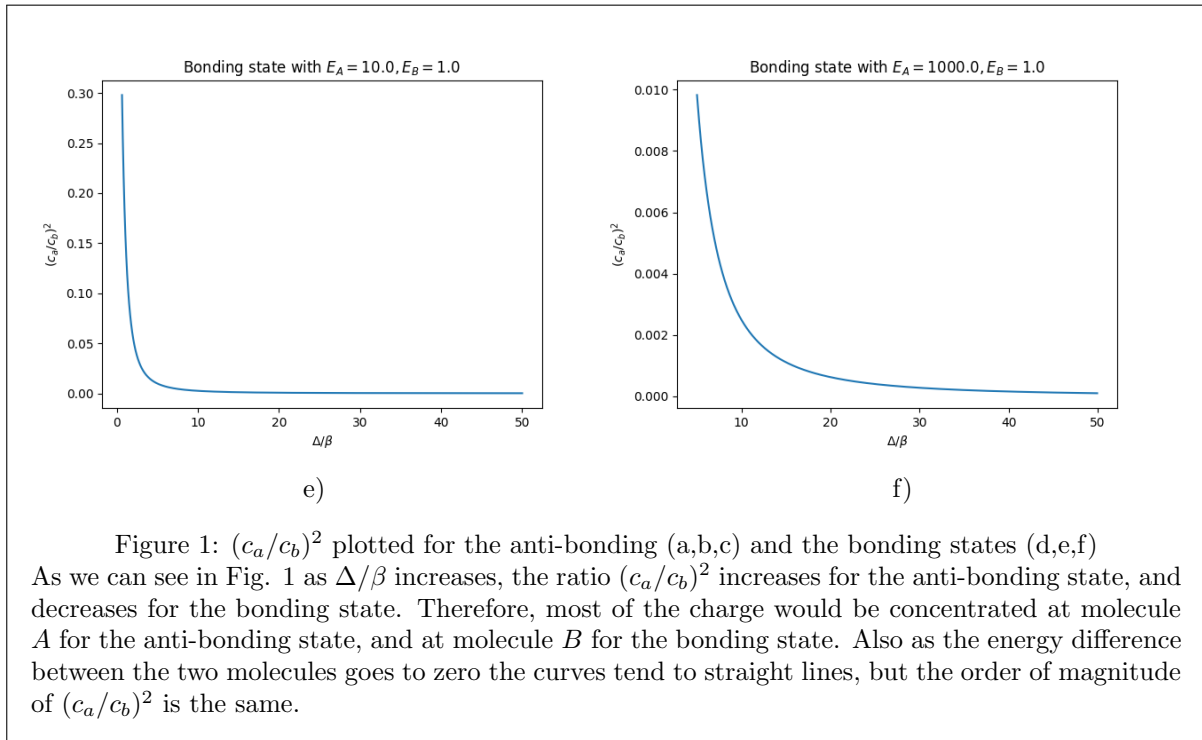 Bonding state with E_A = 10.0, E_B = 1.0
0.30
0.25
0.20
0.15
0.10
0.05
0.00
(c_a/c_b)^2
0 10 20 30 40 50
Δ/β
e)
Bonding state with E_A = 1000.0, E_B = 1.0
0.010
0.008
0.006
0.004
0.002
0.000
(c_a/c_b)^2
10 20 30 40 50
Δ/β
f)
Figure 1: (c_a/c_b)^2 plotted for the anti-bonding (a,b,c) and the bonding states (d,e,f)
As we can see in Fig. 1 as Δ/β increases, the ratio (c_a/c_b)^2 increases for the anti-bonding state, and
decreases for the bonding state. Therefore, most of the charge would be concentrated at molecule
A for the anti-bonding state, and at molecule B for the bonding state. Also as the energy difference
between the two molecules goes to zero the curves tend to straight lines, but the order of magnitude
of (c_a/c_b)^2 is the same.